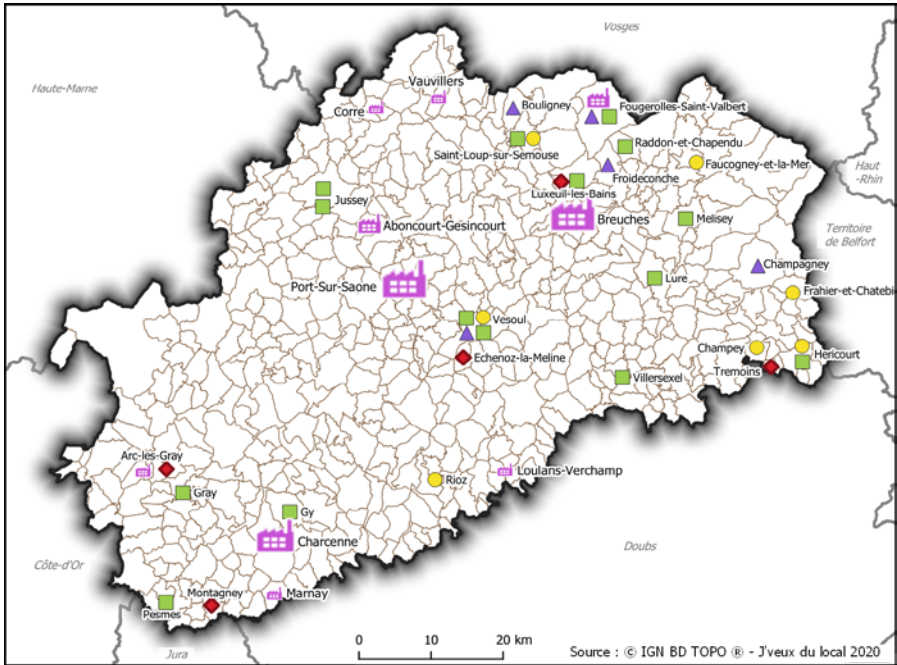 Vosges
Haute-Marne
Vauvillers
Corre
Bouligney
Fougerolles-Saint-Valbert
Saint-Loup-sur-Semouse
Raddon-et-Chapendu
Faucogney-et-la-Mer
Haut
-Rhin
Froideconche
Luxeuil-les-Bains
Jussey
Breuches
Melisey
Aboncourt-Gesincourt
Territoire
de Belfort
Champagney
Port-Sur-Saone
Lure
Frahier-et-Chatebi
Vesoul
Echenoz-la-Meline
Champey
Hericourt
Tremoins
Villersexel
Arc-les-Gray
Loulans-Verchamp
Rioz
Gray
Gy
Charcenne
Doubs
Côte-d'Or
Montagney
Marnay
Pesmes
Jura
0 10 20 km
Source : © IGN BD TOPO ® - J'veux du local 2020